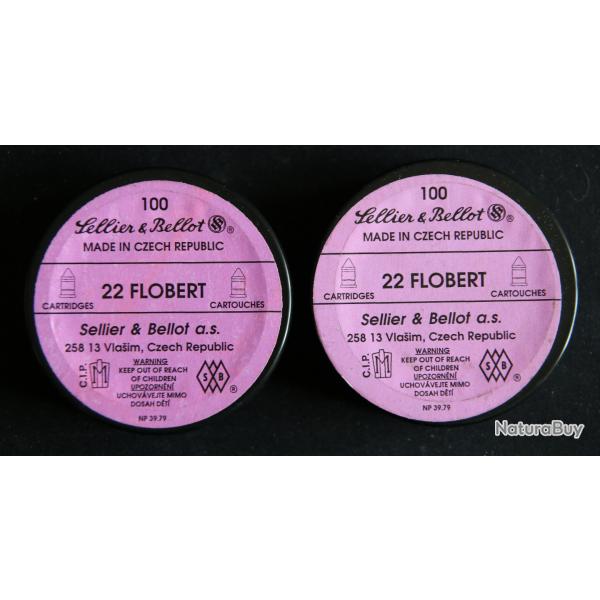 100
Sellier & Bellot SB ®
MADE IN CZECH REPUBLIC
22 FLOBERT
CARTRIDGES CARTOUCHES
Sellier & Bellot a.s.
258 13 Vlašim, Czech Republic
WARNING
KEEP OUT OF REACH
OF CHILDREN
UPOZORNĚNÍ
UCHOVÁVEJTE MIMO
DOSAH DĚTÍ
C.I.P. M
S B ®
NP 39.79
100
Sellier & Bellot SB ®
MADE IN CZECH REPUBLIC
22 FLOBERT
CARTRIDGES CARTOUCHES
Sellier & Bellot a.s.
258 13 Vlašim, Czech Republic
WARNING
KEEP OUT OF REACH
OF CHILDREN
UPOZORNĚNÍ
UCHOVÁVEJTE MIMO
DOSAH DĚTÍ
C.I.P. M
S B ®
NP 39.79
NaturaBuy